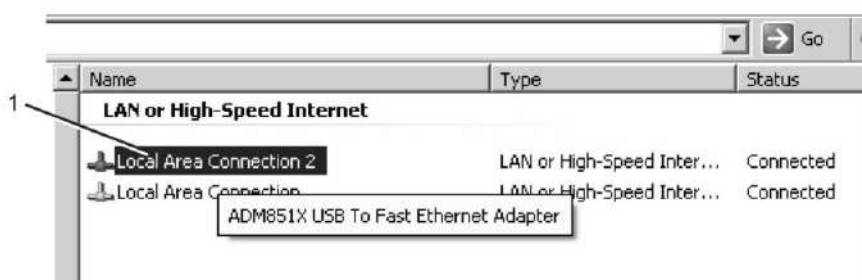 Go
Name Type Status
1
LAN or High-Speed Internet
Local Area Connection 2 LAN or High-Speed Inter... Connected
Local Area Connection LAN or High-Speed Inter... Connected
ADM851X USB To Fast Ethernet Adapter